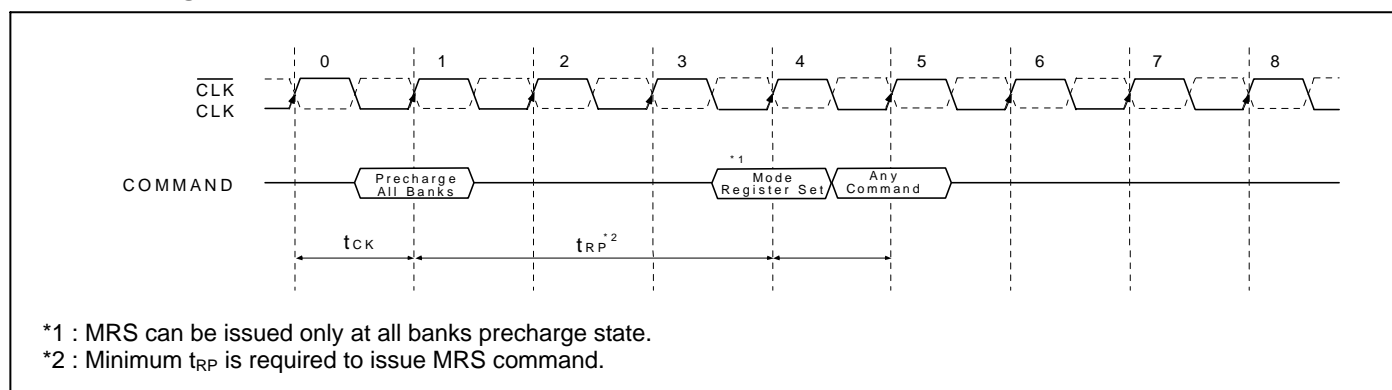 0 1 2 3 4 5 6 7 8
CLK
CLK
COMMAND
Precharge
All Banks
*1
Mode
Register Set
Any
Command
tCK
tRP*2
*1 : MRS can be issued only at all banks precharge state.
*2 : Minimum tRP is required to issue MRS command.